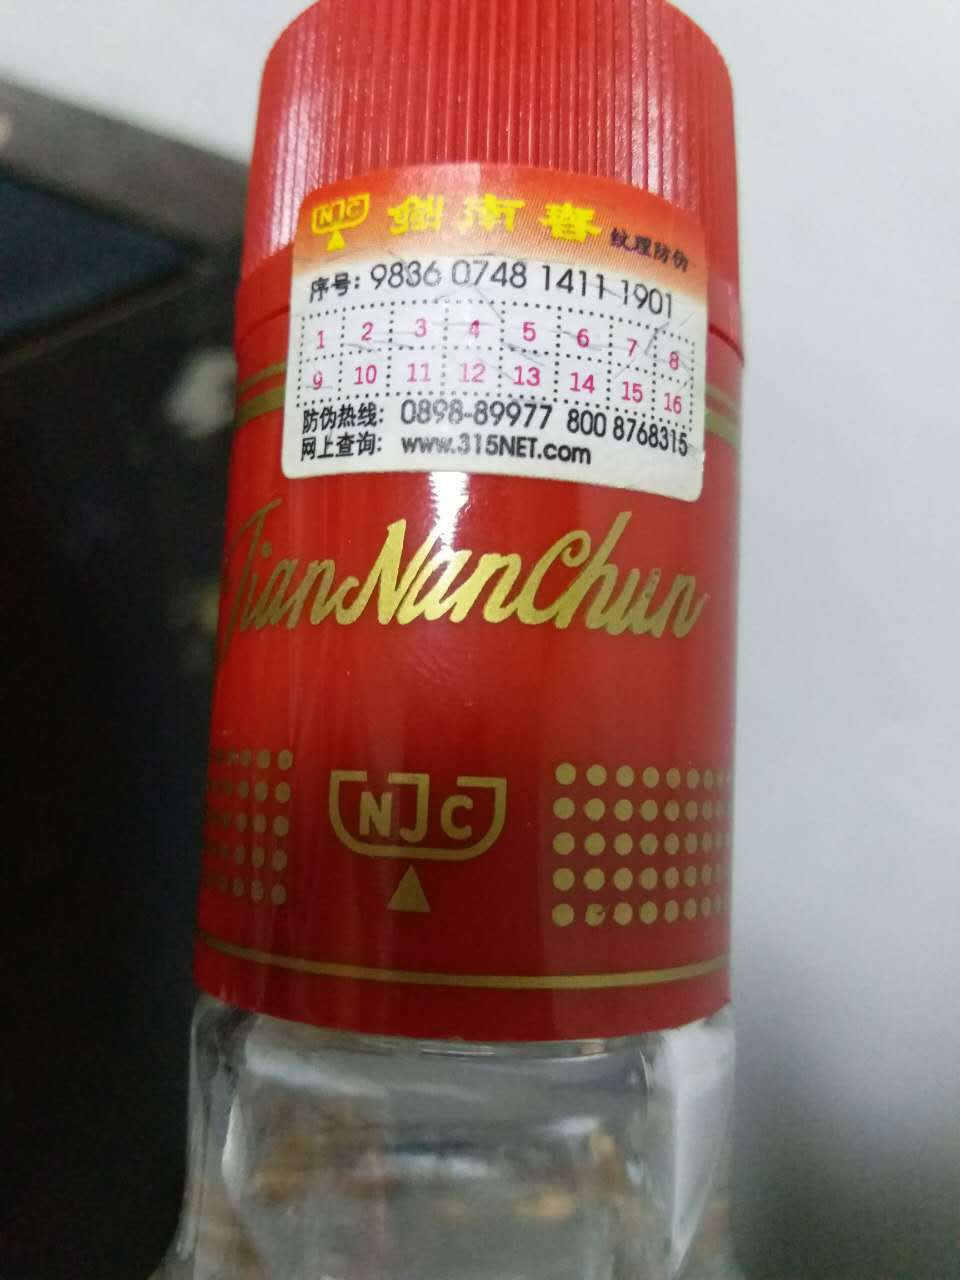 NJC 剑南春 纹理防伪
序号: 9836 0748 1411 1901
1 2 3 4 5 6 7 8
9 10 11 12 13 14 15 16
防伪热线: 0898-89977 800 8768315
网上查询: www.315NET.com
JianNanChun
NJC